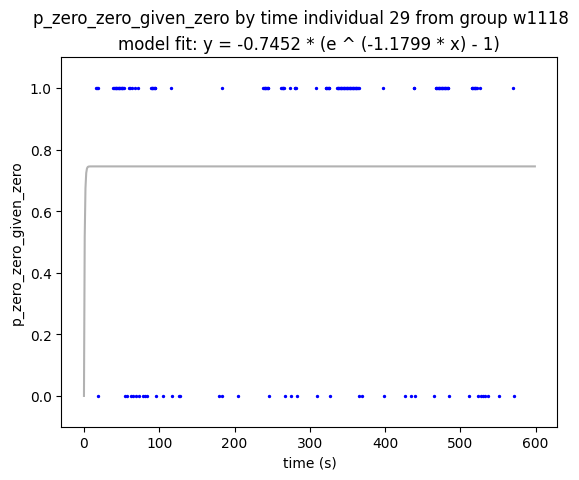 p_zero_zero_given_zero by time individual 29 from group w1118
model fit: y = -0.7452 * (e ^ (-1.1799 * x) - 1)
1.0
0.8
0.6
0.4
0.2
0.0
p_zero_zero_given_zero
0 100 200 300 400 500 600
time (s)